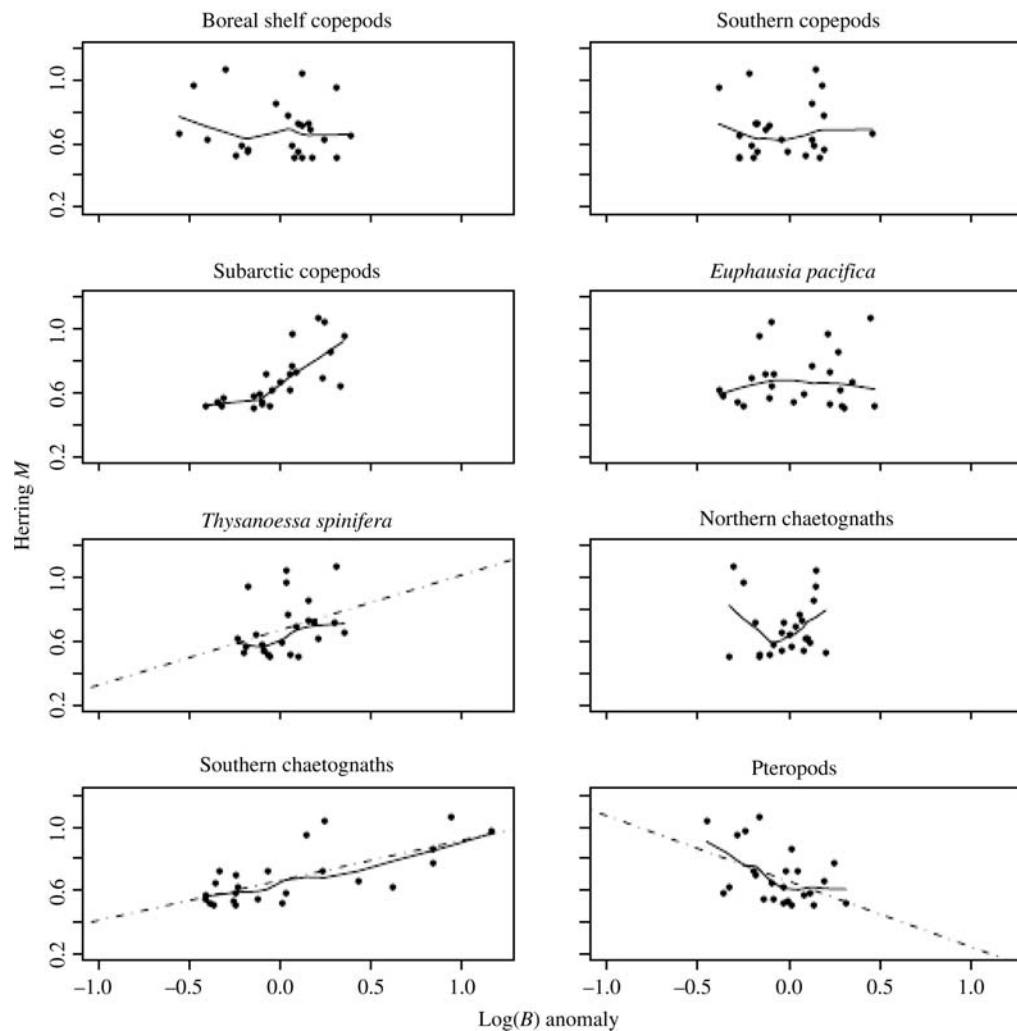 Boreal shelf copepods
Southern copepods
1.0
0.6
0.2
Subarctic copepods
Euphausia pacifica
1.0
0.6
0.2
Herring M
Thysanoessa spinifera
Northern chaetognaths
1.0
0.6
0.2
Southern chaetognaths
Pteropods
1.0
0.6
0.2
−1.0 −0.5 0.0 0.5 1.0
−1.0 −0.5 0.0 0.5 1.0
Log(B) anomaly